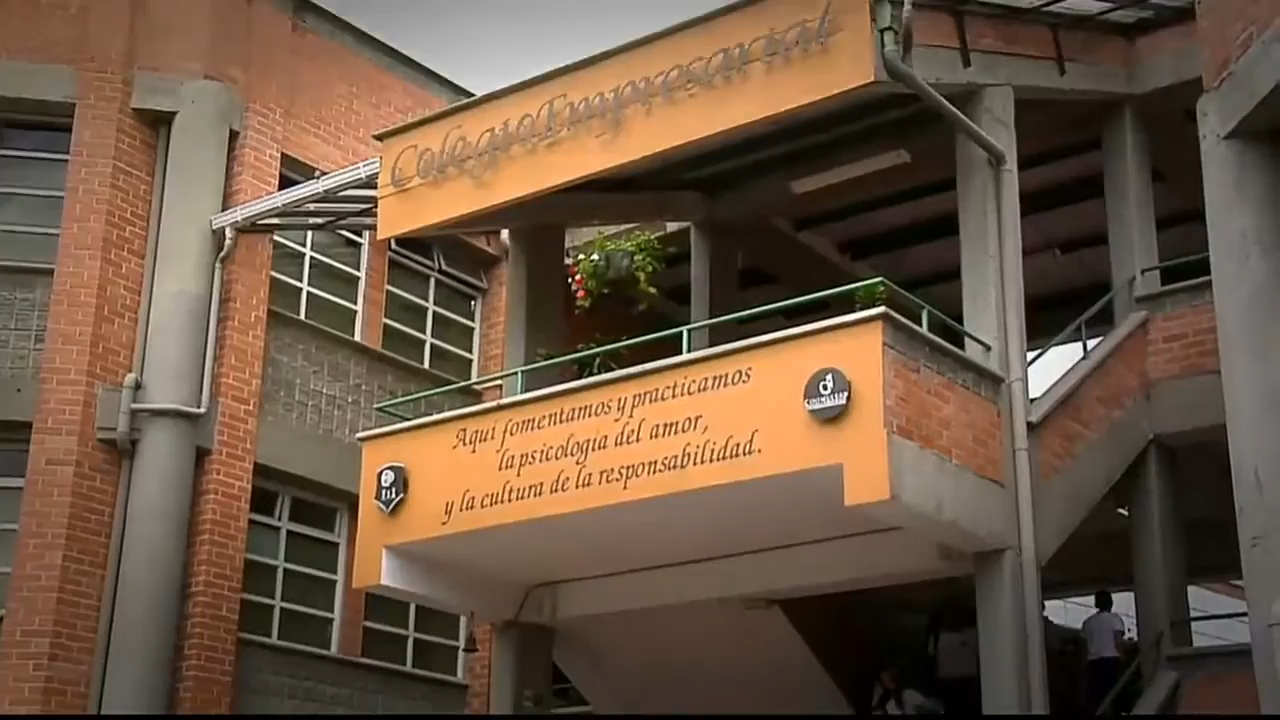 Colegio Empresarial
Aquí fomentamos y practicamos
la psicología del amor,
y la cultura de la responsabilidad.